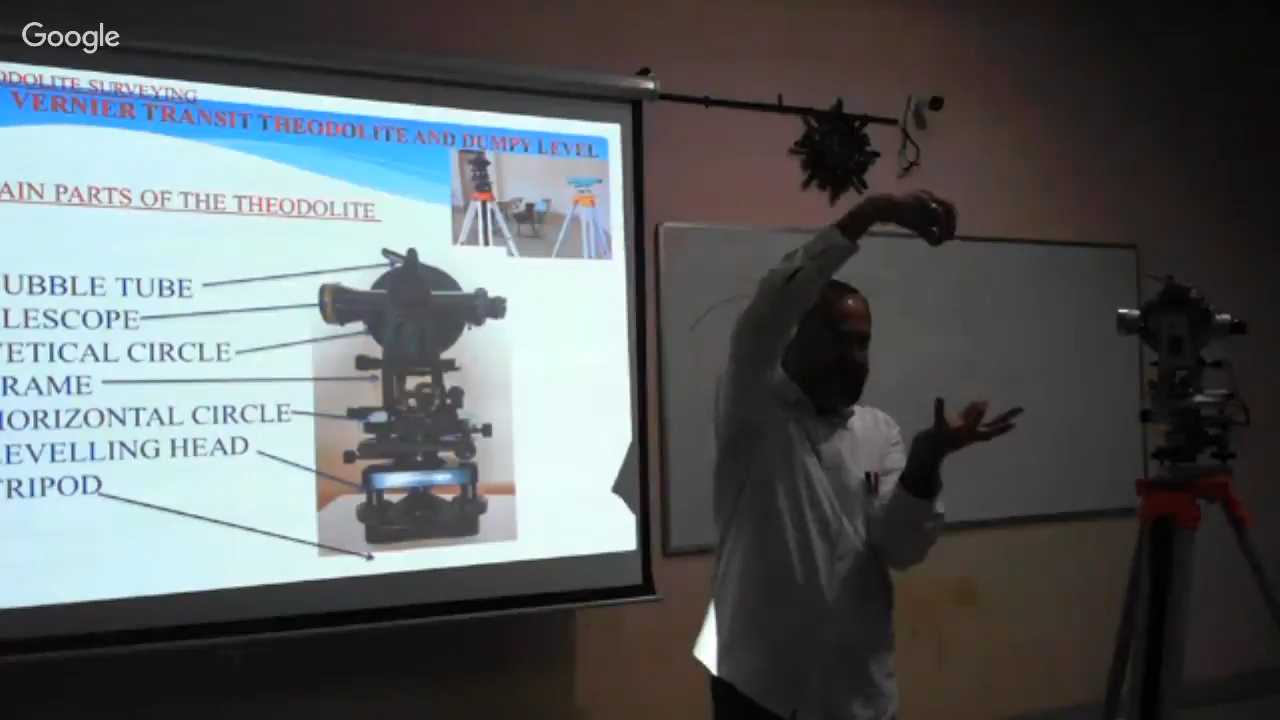 Google
ODOLITE SURVEYING
VERNIER TRANSIT THEODOLITE AND DUMPY LEVEL
AIN PARTS OF THE THEODOLITE
UBBLE TUBE
LESCOPE
VETICAL CIRCLE
RAME
HORIZONTAL CIRCLE
LEVELLING HEAD
TRIPOD